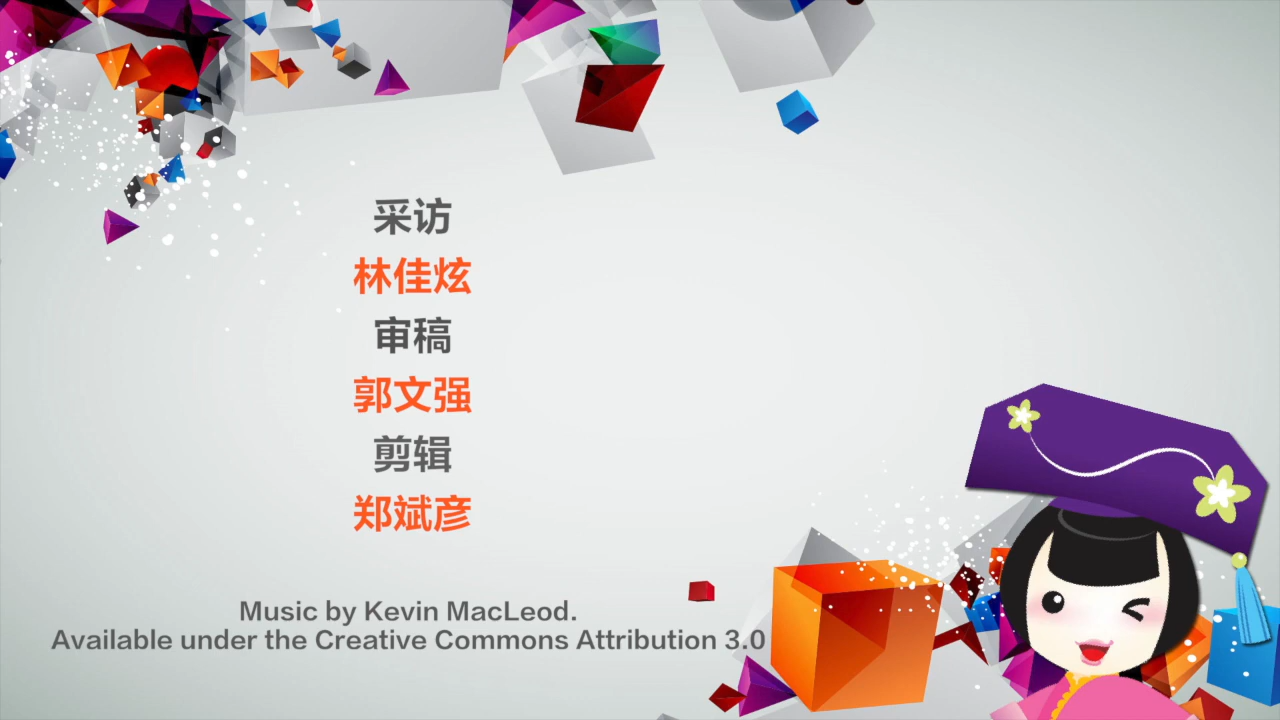 采访
林佳炫
审稿
郭文强
剪辑
郑斌彦
Music by Kevin MacLeod.
Available under the Creative Commons Attribution 3.0